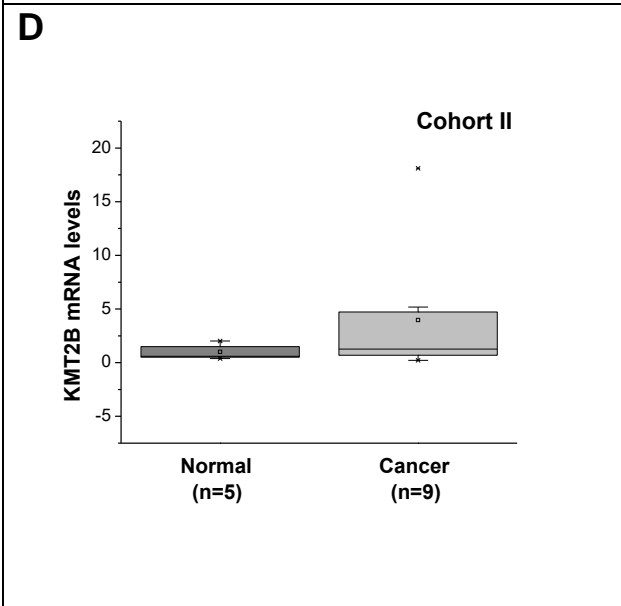 D
Cohort II
KMT2B mRNA levels
20
15
10
5
0
-5
Normal
(n=5)
Cancer
(n=9)